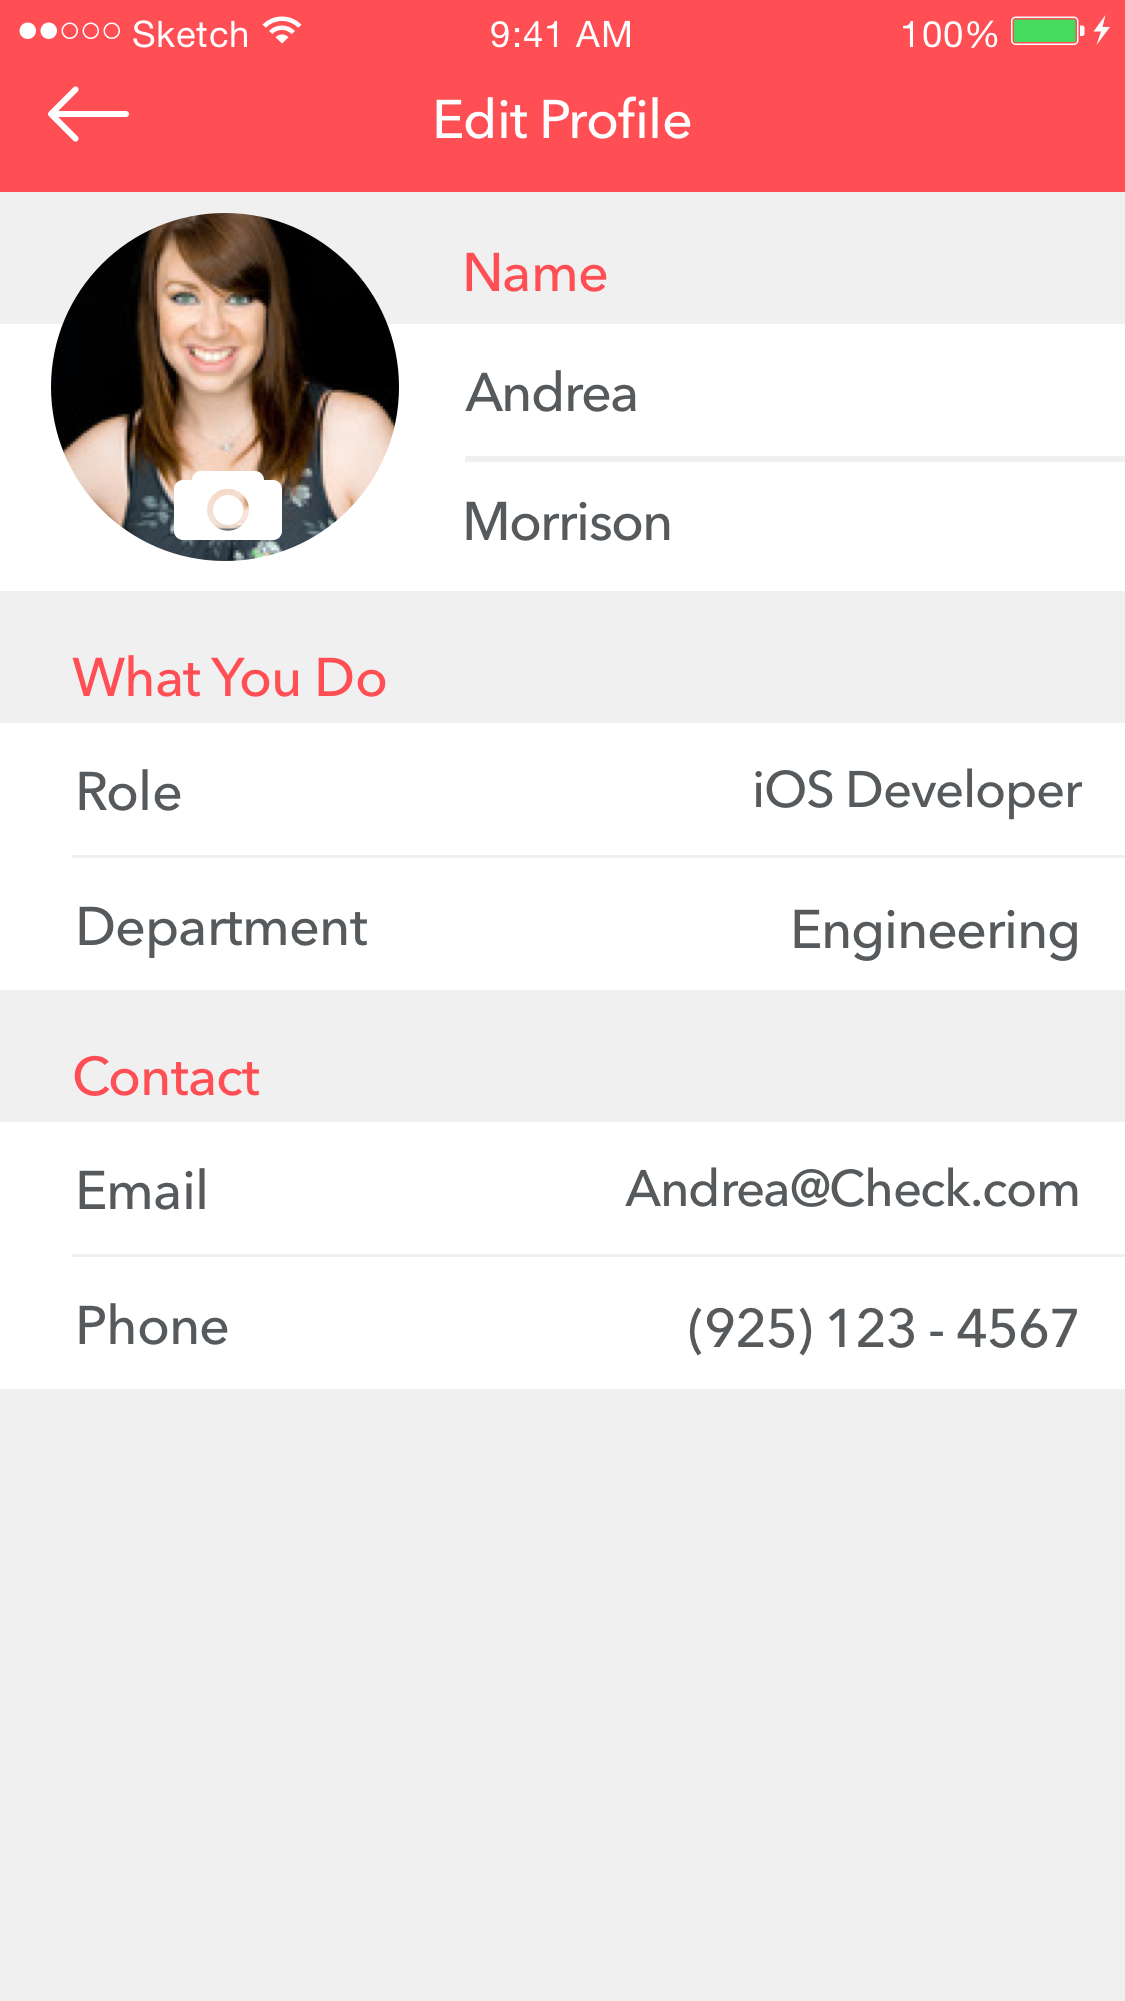 Sketch 9:41 AM 100%
Edit Profile
Name
Andrea
Morrison
What You Do
Role iOS Developer
Department Engineering
Contact
Email Andrea@Check.com
Phone (925) 123 - 4567